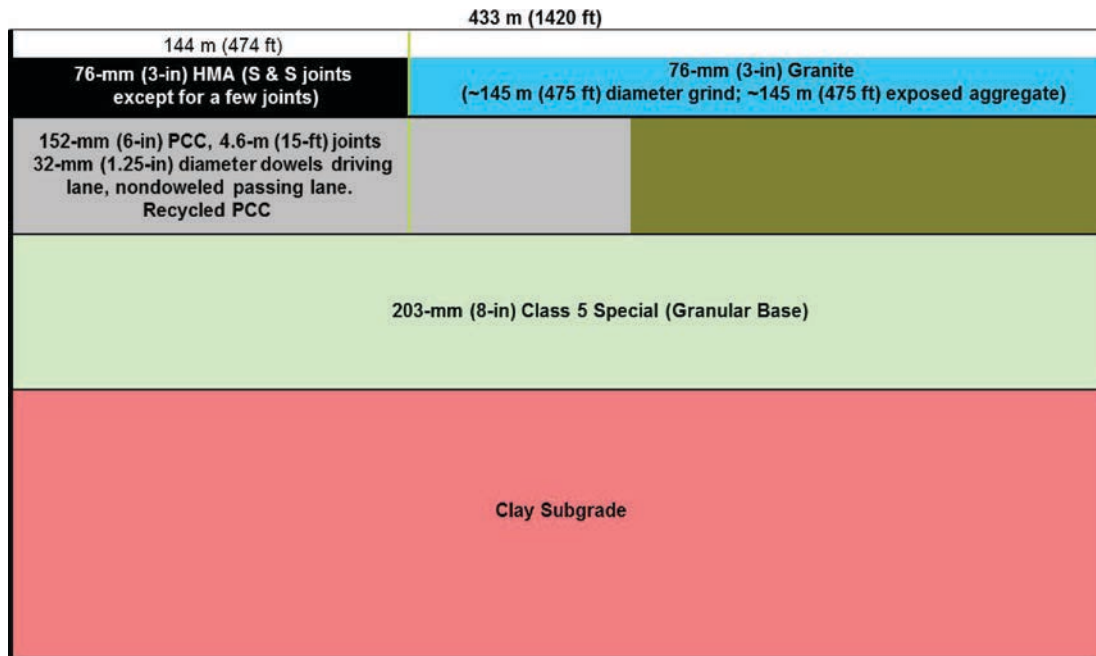 433 m (1420 ft)
144 m (474 ft)
76-mm (3-in) HMA (S & S joints
except for a few joints)
76-mm (3-in) Granite
(~145 m (475 ft) diameter grind; ~145 m (475 ft) exposed aggregate)
152-mm (6-in) PCC, 4.6-m (15-ft) joints
32-mm (1.25-in) diameter dowels driving
lane, nondoweled passing lane.
Recycled PCC
203-mm (8-in) Class 5 Special (Granular Base)
Clay Subgrade